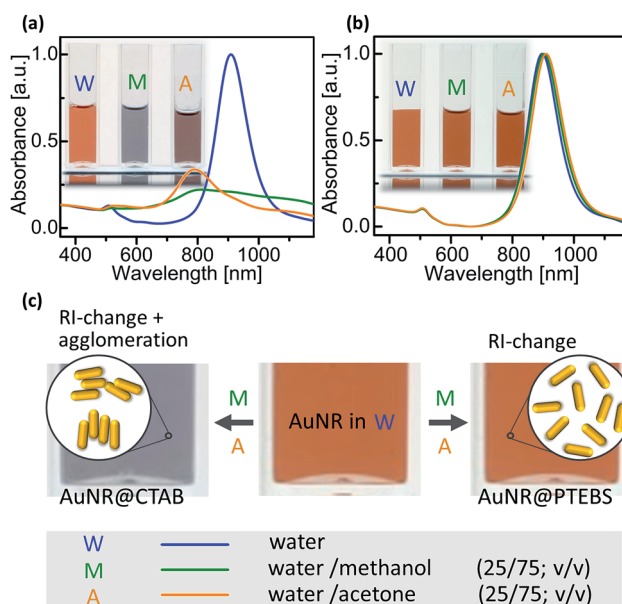 (a)
Absorbance [a.u.]
1.0
0.5
0.0
W M A
400 600 800 1000
Wavelength [nm]
(b)
Absorbance [a.u.]
1.0
0.5
0.0
W M A
400 600 800 1000
Wavelength [nm]
(c)
RI-change +
agglomeration
AuNR@CTAB
M
A
AuNR in W
M
A
RI-change
AuNR@PTEBS
W water
M water /methanol (25/75; v/v)
A water /acetone (25/75; v/v)